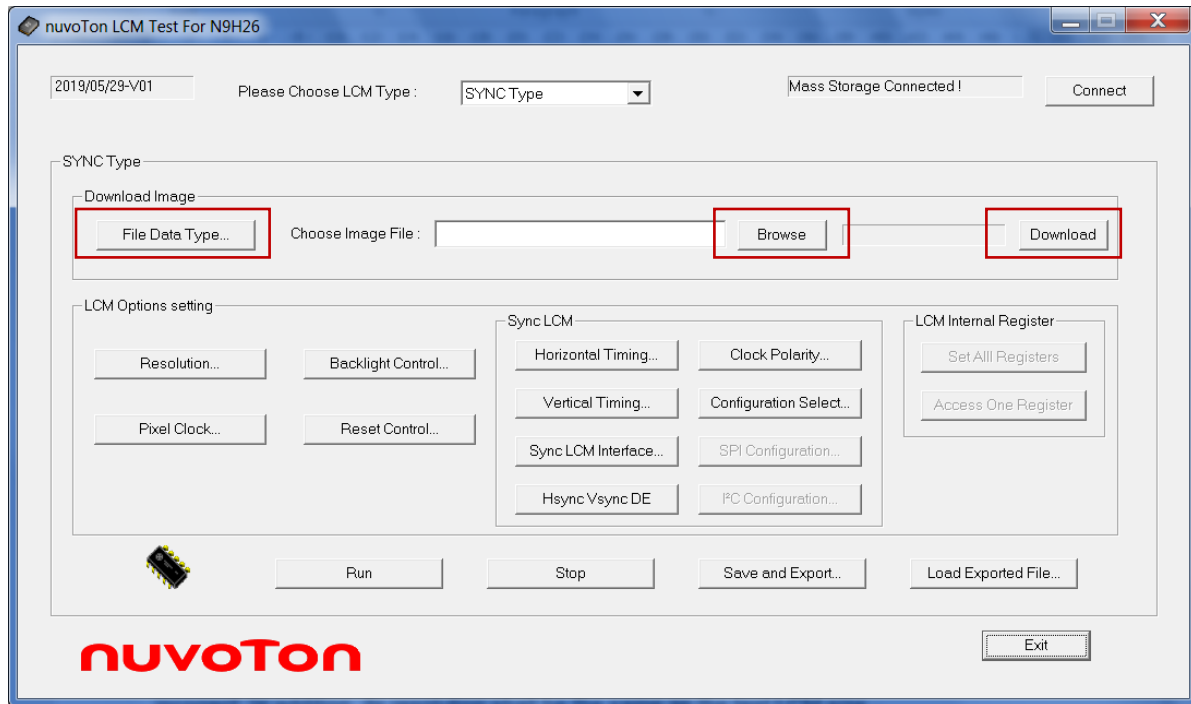 nuvoTon LCM Test For N9H26
2019/05/29-V01
Please Choose LCM Type :
SYNC Type
Mass Storage Connected !
Connect
SYNC Type
Download Image
File Data Type...
Choose Image File :
Browse
Download
LCM Options setting
Resolution...
Backlight Control...
Pixel Clock...
Reset Control...
Sync LCM
Horizontal Timing...
Clock Polarity...
Vertical Timing...
Configuration Select...
Sync LCM Interface...
SPI Configuration...
Hsync Vsync DE
I²C Configuration...
LCM Internal Register
Set Alll Registers
Access One Register
Run
Stop
Save and Export...
Load Exported File...
nuvoTon
Exit